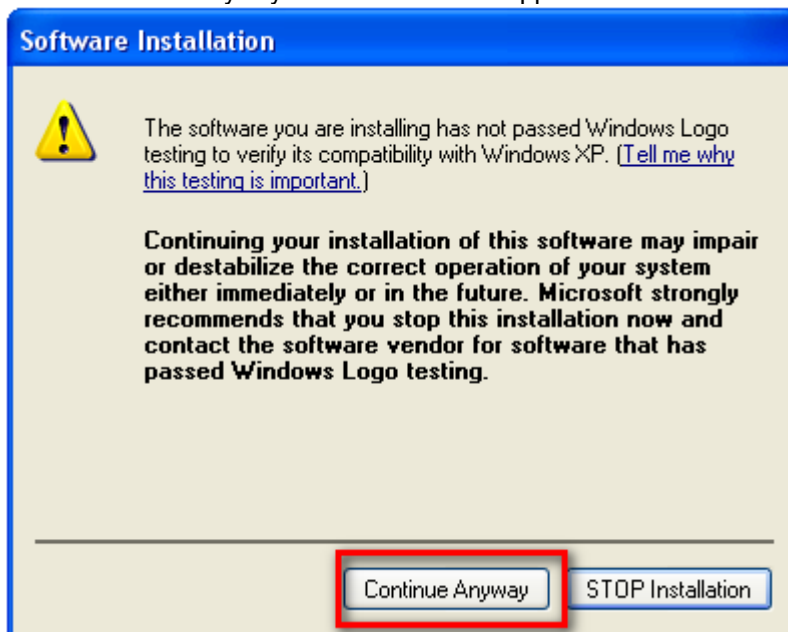 Software Installation
The software you are installing has not passed Windows Logo
testing to verify its compatibility with Windows XP. (Tell me why
this testing is important.)
Continuing your installation of this software may impair
or destabilize the correct operation of your system
either immediately or in the future. Microsoft strongly
recommends that you stop this installation now and
contact the software vendor for software that has
passed Windows Logo testing.
Continue Anyway STOP Installation